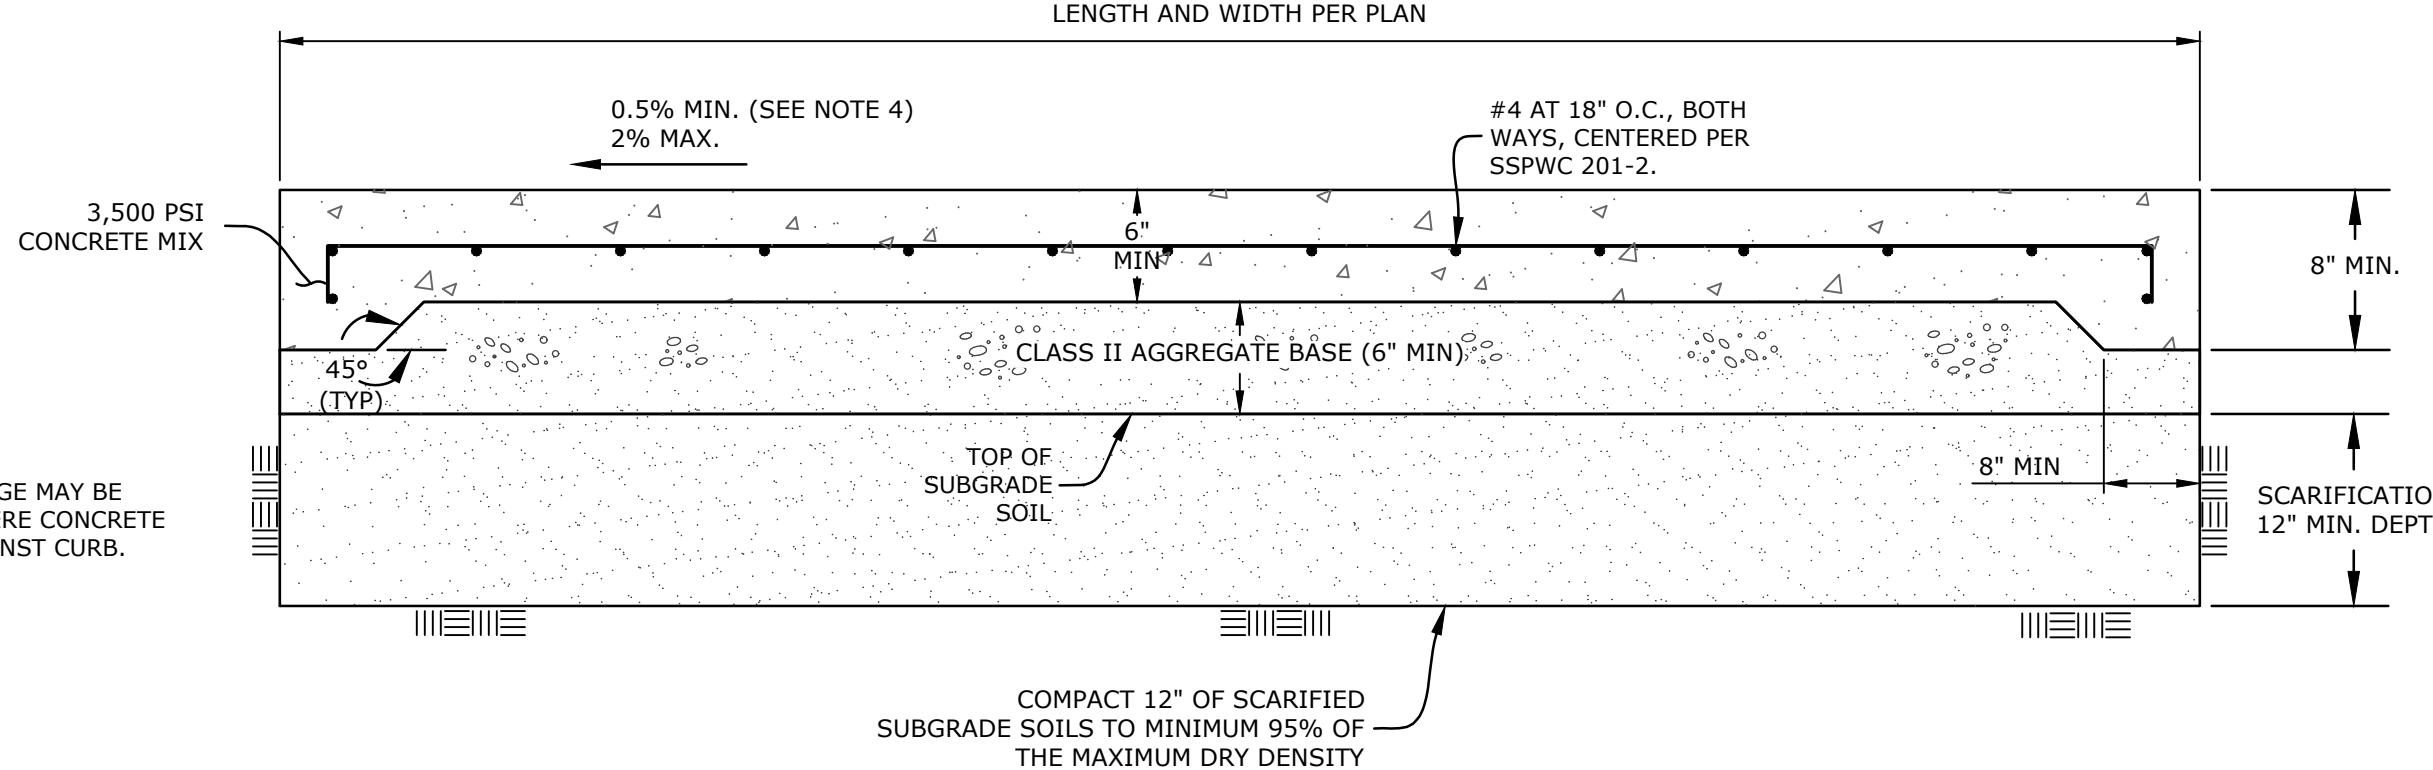 LENGTH AND WIDTH PER PLAN
0.5% MIN. (SEE NOTE 4)
2% MAX.
#4 AT 18" O.C., BOTH
WAYS, CENTERED PER
SSPWC 201-2.
3,500 PSI
CONCRETE MIX
6"
MIN
8" MIN.
CLASS II AGGREGATE BASE (6" MIN)
45°
(TYP)
TOP OF
SUBGRADE
SOIL
8" MIN
GE MAY BE
ERE CONCRETE
NST CURB.
SCARIFICATIO
12" MIN. DEPT
COMPACT 12" OF SCARIFIED
SUBGRADE SOILS TO MINIMUM 95% OF
THE MAXIMUM DRY DENSITY